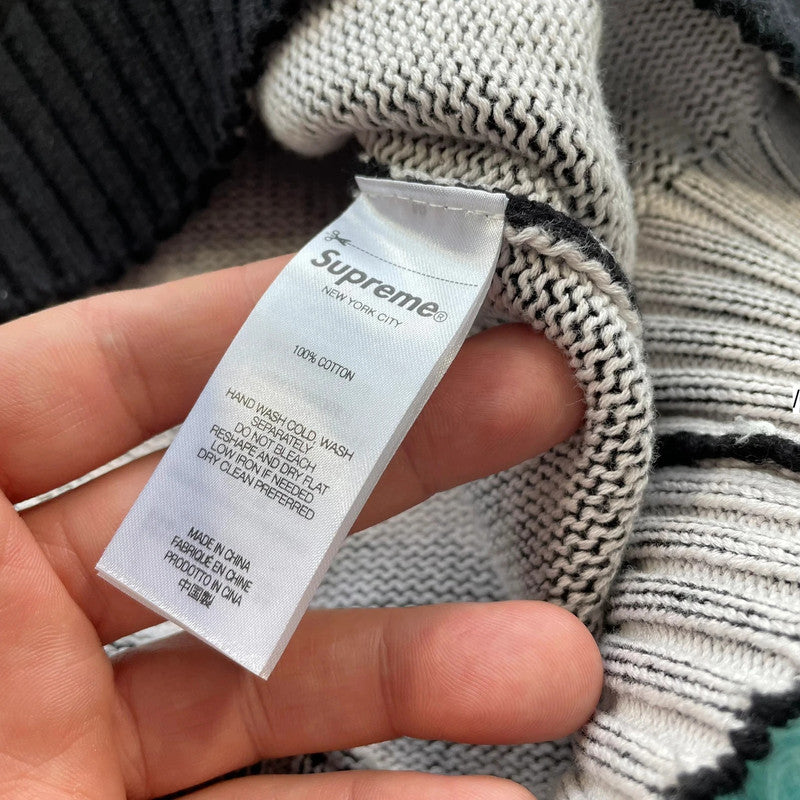 Supreme®
NEW YORK CITY
100% COTTON
HAND WASH COLD, WASH
SEPARATELY
DO NOT BLEACH
RESHAPE AND DRY FLAT
LOW IRON IF NEEDED
DRY CLEAN PREFERRED
MADE IN CHINA
FABRIQUÉ EN CHINE
PRODOTTO IN CINA
中国製